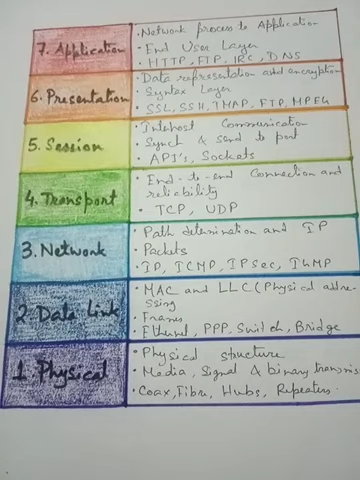 7. Application
· Network process to Application
· End User Layer
· HTTP, FTP, IRC, DNS
6. Presentation
· Data representation and encryption
· Syntax Layer
· SSL, SSH, IMAP, FTP, MPEG
5. Session
· Interhost Communication
· Synch & send to port
· API's, Sockets
4. Transport
· End-to-end Connection and
reliability
· TCP, UDP
3. Network
· Path determination and IP
· Packets
· IP, ICMP, IPSec, IGMP
2. Data Link
· MAC and LLC (Physical addre-
ssing
· Frames
· Ethernet, PPP, Switch, Bridge
1. Physical
· Physical structure
· Media, Signal & binary transmis
· Coax, Fibre, Hubs, Repeaters.